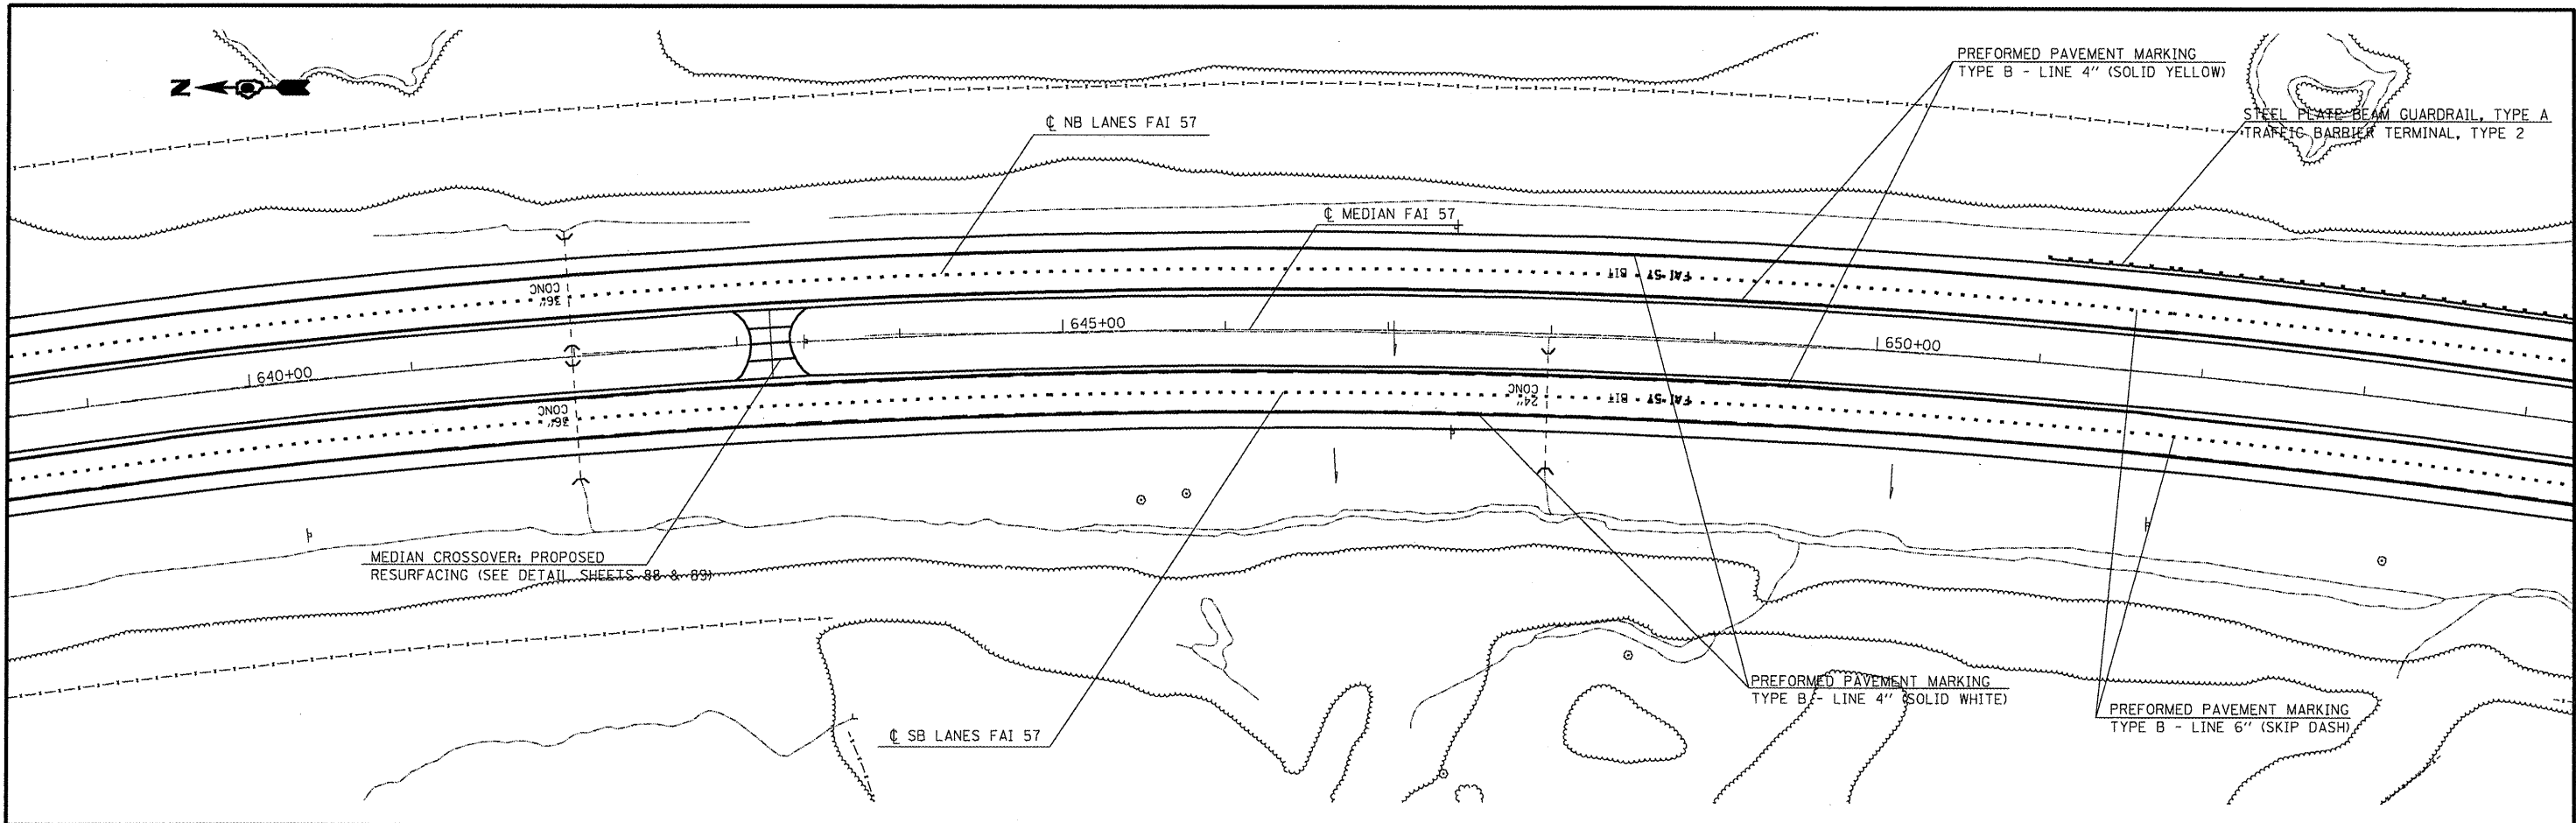 PREFORMED PAVEMENT MARKING
TYPE B - LINE 4" (SOLID YELLOW)
N
STEEL PLATE BEAM GUARDRAIL, TYPE A
TRAFFIC BARRIER TERMINAL, TYPE 2
℄ NB LANES FAI 57
℄ MEDIAN FAI 57
FAI-57
BIT
36"
CONC
645+00
650+00
640+00
24"
CONC
FAI-57
BIT
36"
CONC
MEDIAN CROSSOVER: PROPOSED
RESURFACING (SEE DETAIL SHEETS 88 & 89)
PREFORMED PAVEMENT MARKING
TYPE B - LINE 4" (SOLID WHITE)
PREFORMED PAVEMENT MARKING
TYPE B - LINE 6" (SKIP DASH)
℄ SB LANES FAI 57